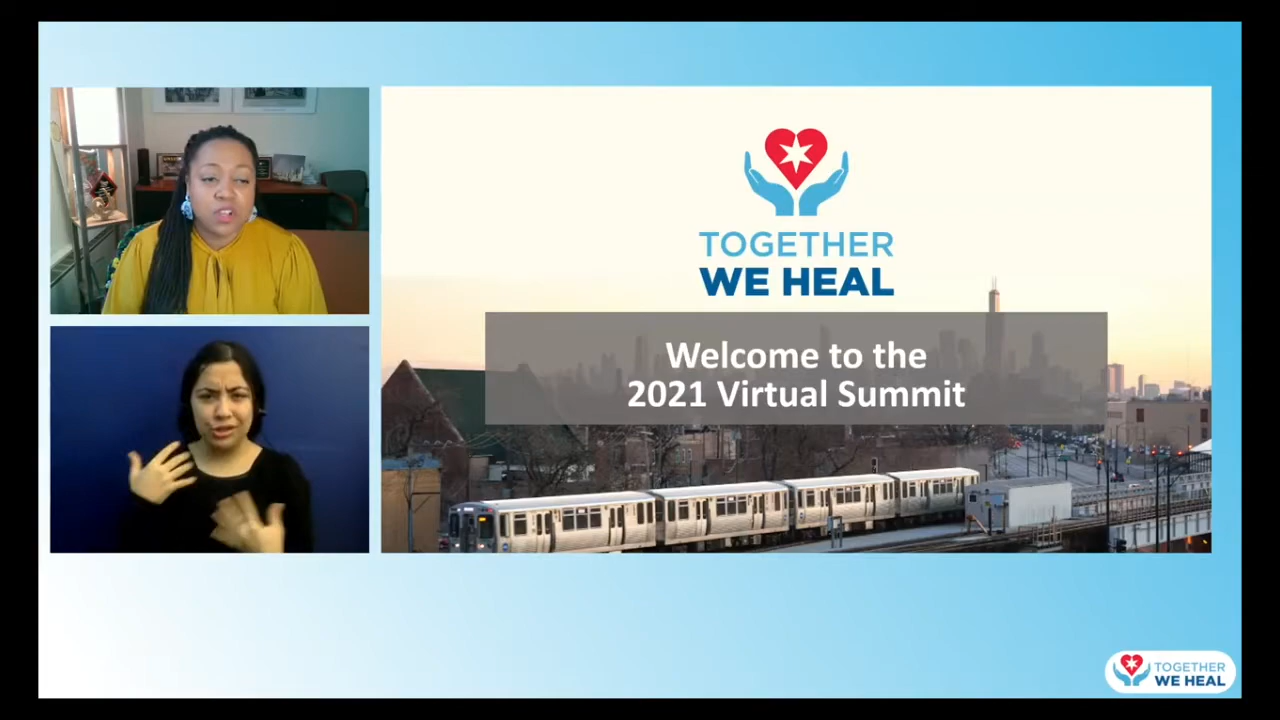 TOGETHER
WE HEAL
Welcome to the
2021 Virtual Summit
TOGETHER
WE HEAL